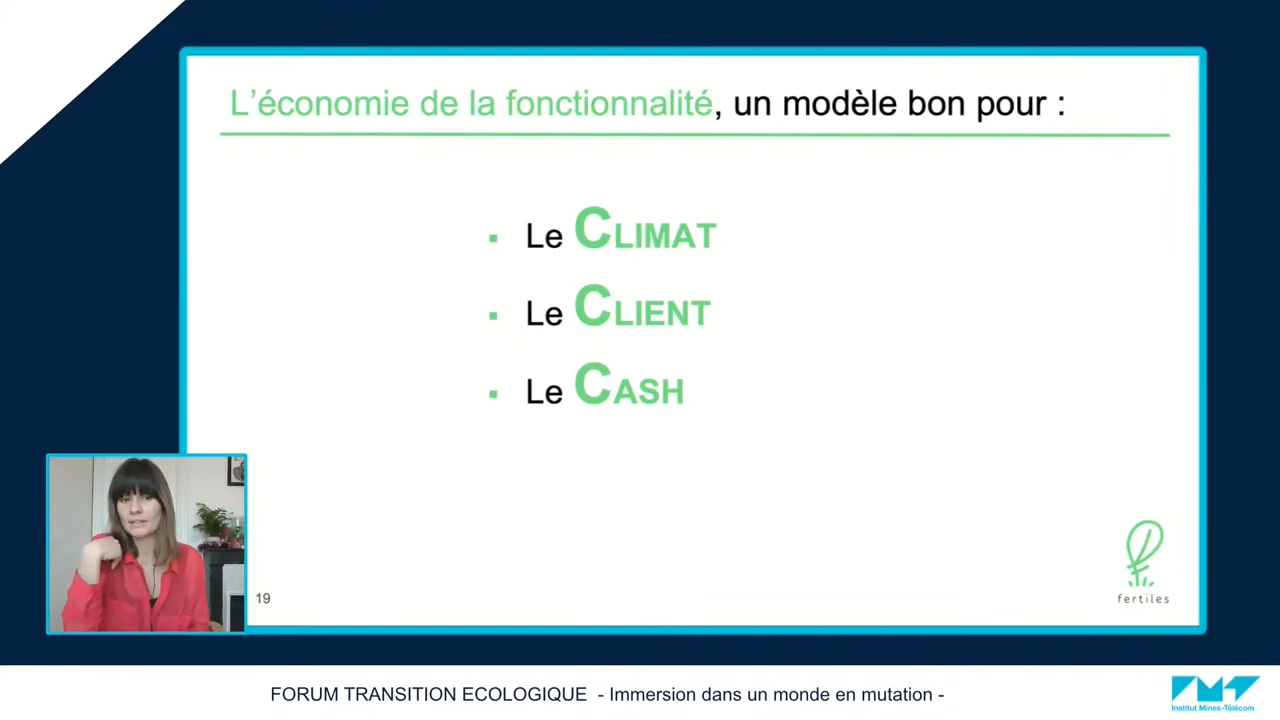 L'économie de la fonctionnalité, un modèle bon pour :
▪ Le CLIMAT
▪ Le CLIENT
▪ Le CASH
19
fertiles
FORUM TRANSITION ECOLOGIQUE - Immersion dans un monde en mutation -
IMT
Institut Mines-Télécom